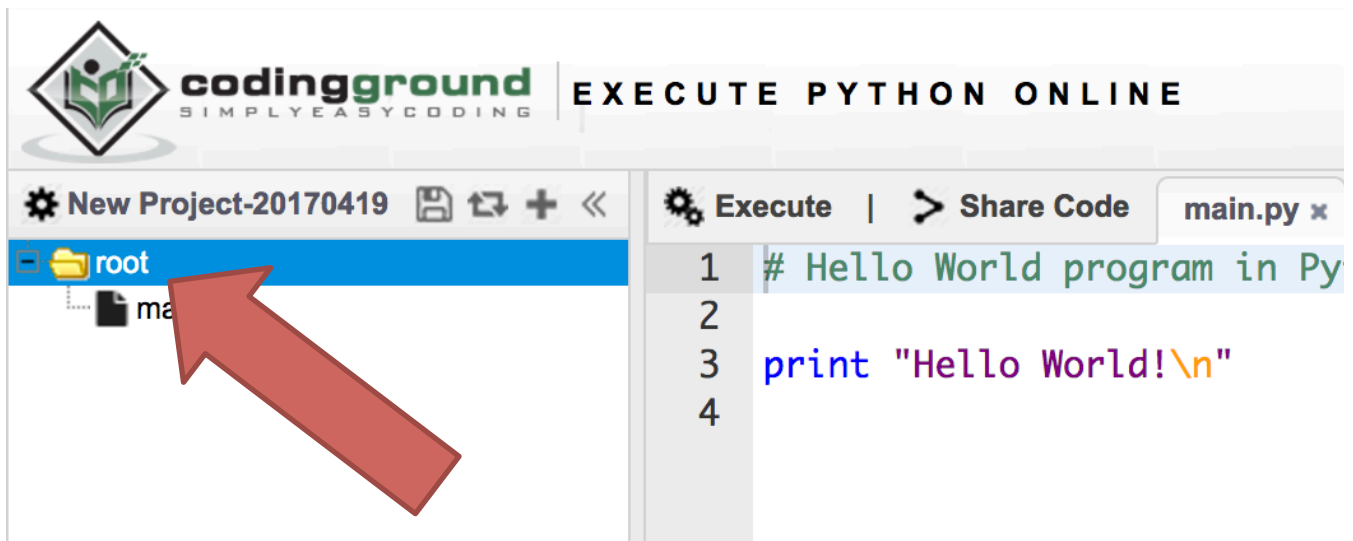 codingground
SIMPLYEASYCODING
EXECUTE PYTHON ONLINE
New Project-20170419
Execute | Share Code main.py x
root
ma
1 # Hello World program in Py
2
3 print "Hello World!\n"
4